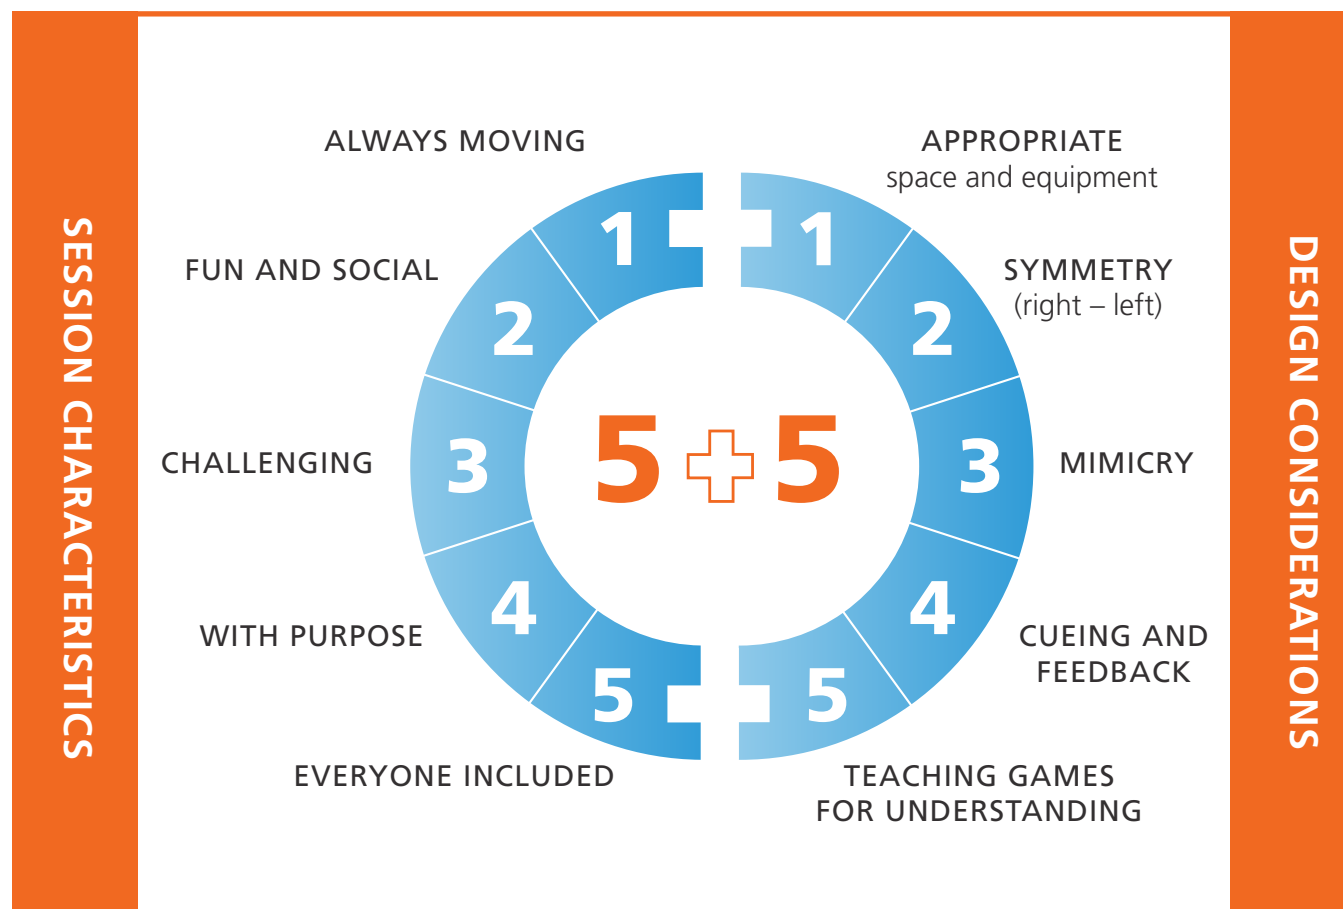 SESSION CHARACTERISTICS
ALWAYS MOVING
1
FUN AND SOCIAL
2
CHALLENGING
3
WITH PURPOSE
4
EVERYONE INCLUDED
5
5 + 5
DESIGN CONSIDERATIONS
APPROPRIATE
space and equipment
1
SYMMETRY
(right – left)
2
MIMICRY
3
CUEING AND
FEEDBACK
4
TEACHING GAMES
FOR UNDERSTANDING
5